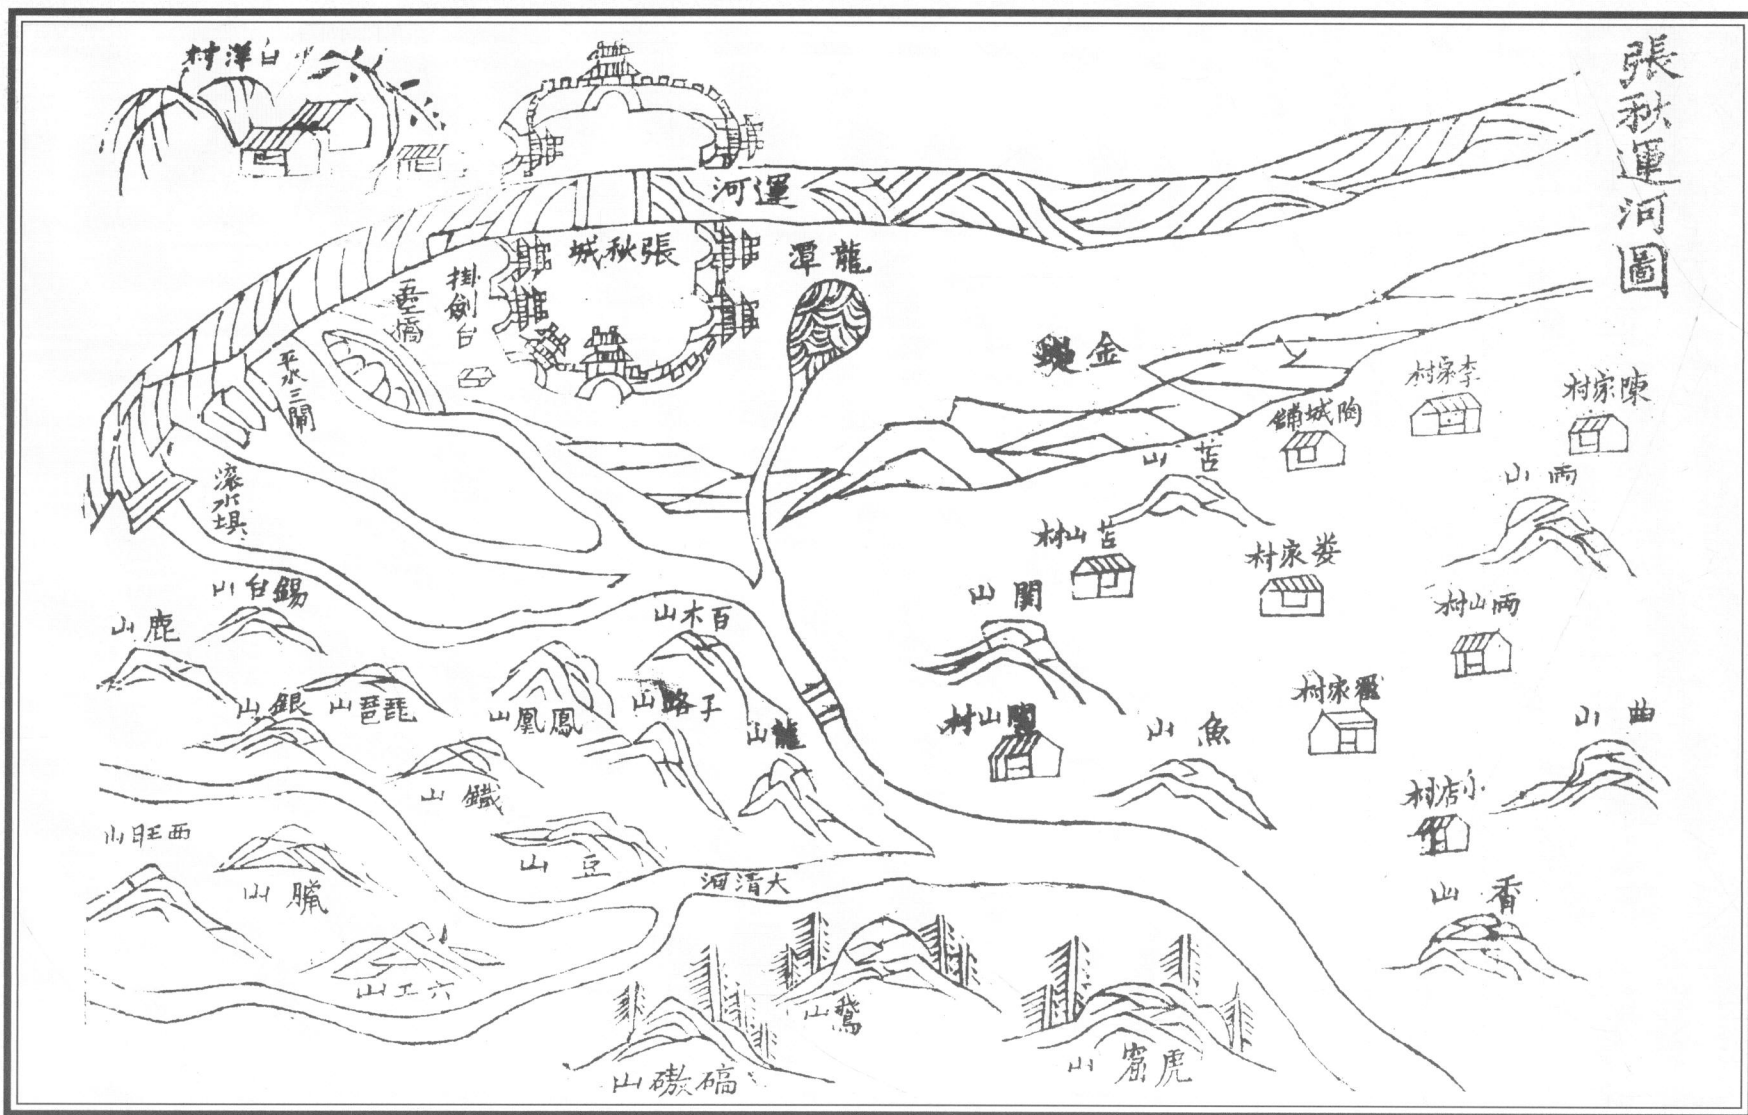 張秋運河圖
白洋村
運河
張秋城
龍潭
掛劍台
五空橋
平水三閘
滾水垻
金堤
李家村
陳家村
陶城鋪
苫山
兩山
苫山村
婁家村
兩山村
關山
關山村
魚山
曲山
小店村
香山
錫台山
鹿山
百木山
銀山
琵琶山
鳳凰山
子路山
龍山
鐵山
西旺山
臘山
豆山
大清河
六工山
鵞山
碻磝山
虎窟山